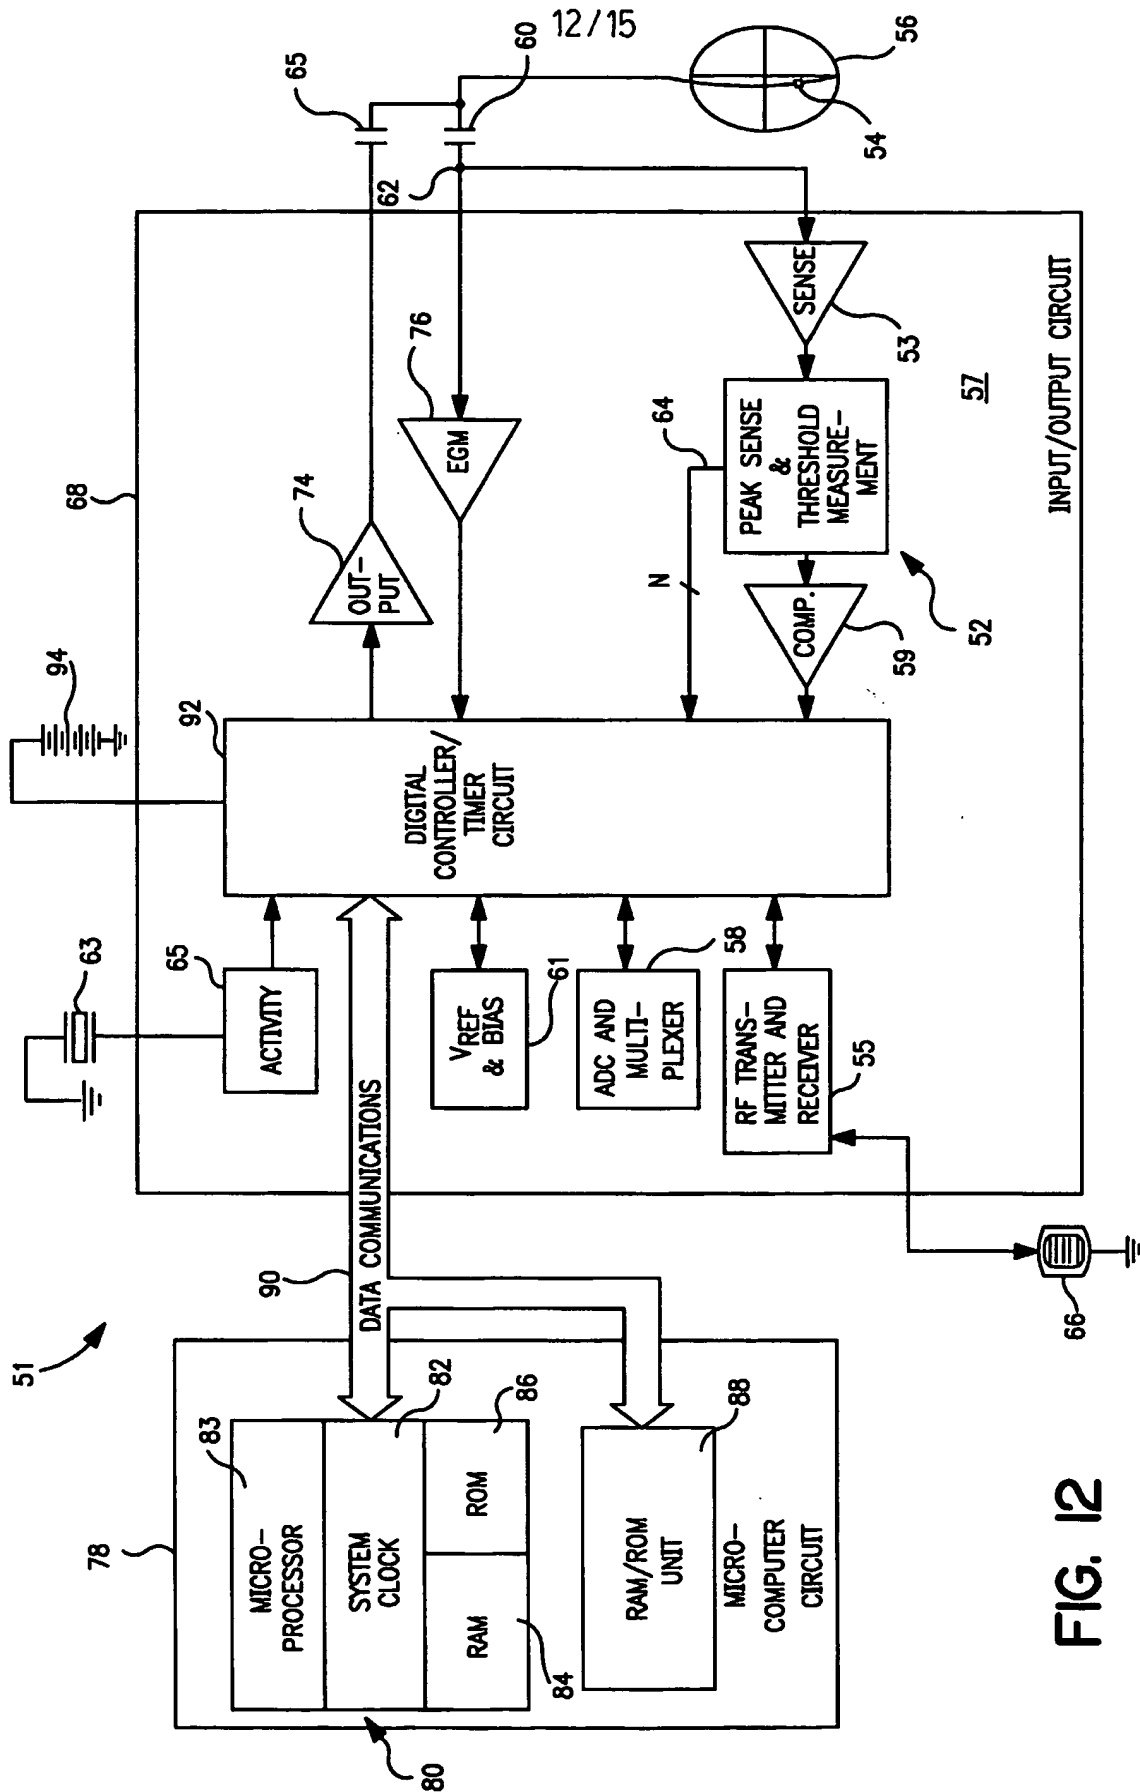 12/15
51
78
83
MICRO-
PROCESSOR
SYSTEM
CLOCK
82
RAM
ROM
86
84
80
RAM/ROM
UNIT
88
MICRO-
COMPUTER
CIRCUIT
90
DATA COMMUNICATIONS
63
65
ACTIVITY
VREF
& BIAS
61
ADC AND
MULTI-
PLEXER
58
RF TRANS-
MITTER AND
RECEIVER
55
66
94
92
DIGITAL
CONTROLLER/
TIMER
CIRCUIT
68
74
OUT-
PUT
76
EGM
N
64
COMP.
59
52
PEAK SENSE
&
THRESHOLD
MEASURE-
MENT
SENSE
53
57
INPUT/OUTPUT CIRCUIT
62
65
60
56
54
FIG. 12